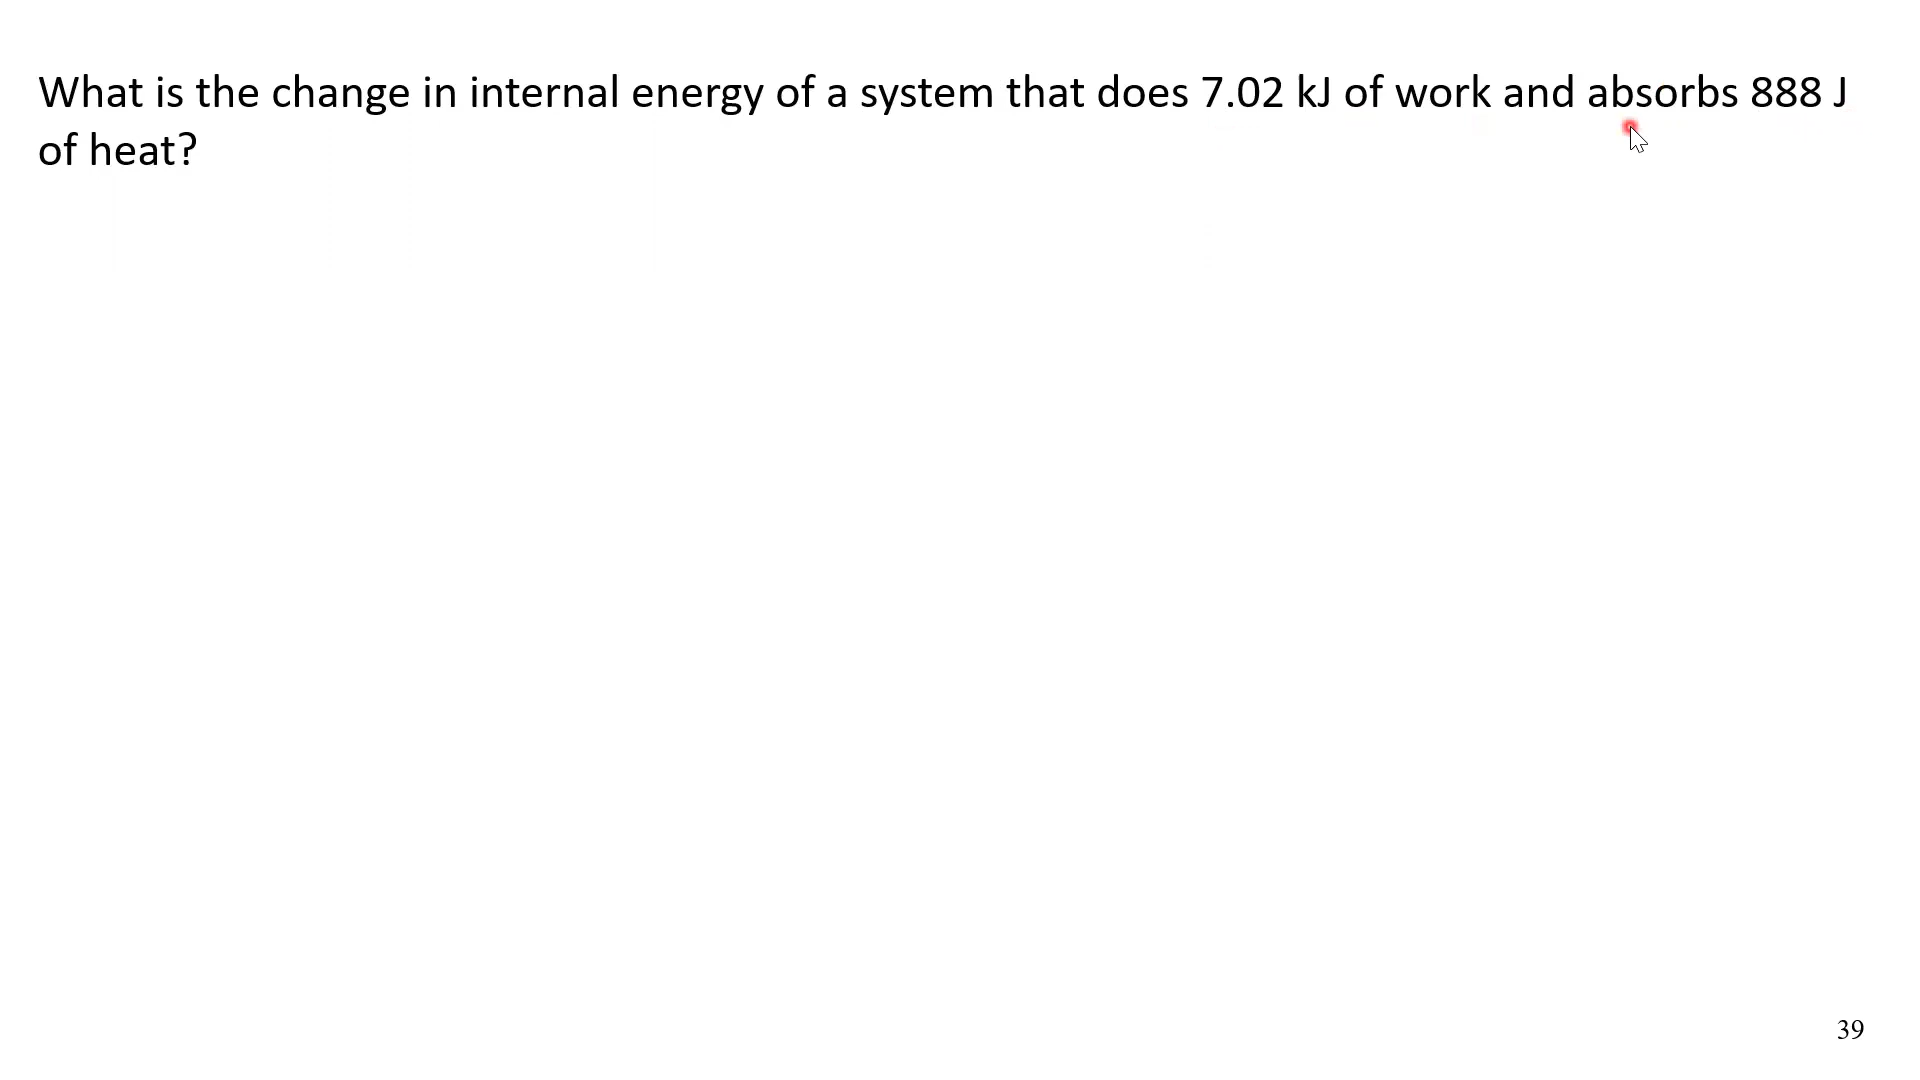 What is the change in internal energy of a system that does 7.02 kJ of work and absorbs 888 J
of heat?
39